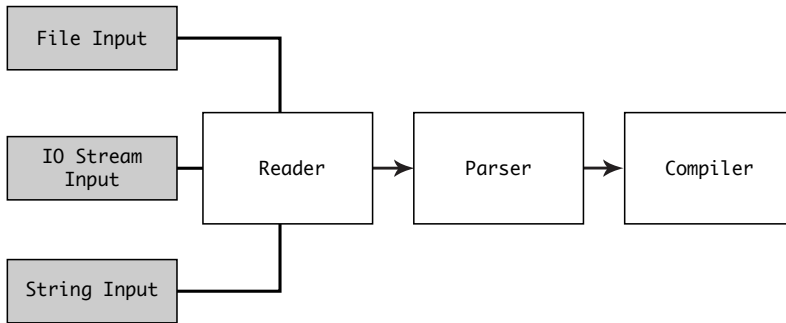 File Input
IO Stream
Input
Reader
Parser
Compiler
String Input